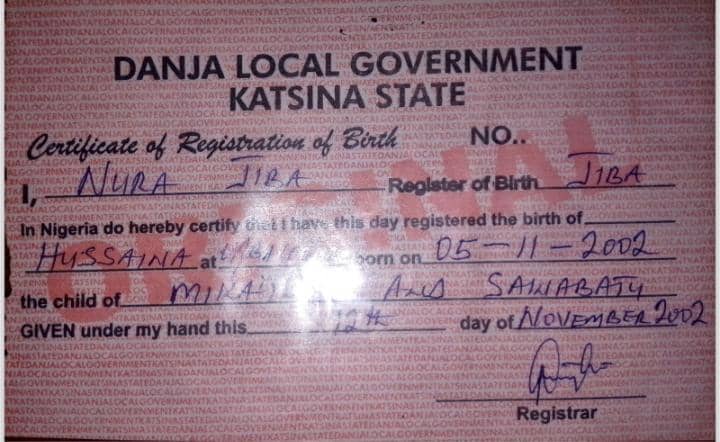 DANJA LOCAL GOVERNMENT
KATSINA STATE
Certificate of Registration of Birth NO..
I, NURA JIBA Register of Birth JIBA
In Nigeria do hereby certify that I have this day registered the birth of
HUSSAINA at born on 05-11-2002
the child of AND SAWABATU
GIVEN under my hand this 12th day of NOVEMBER 2002
Registrar
ORIGINAL